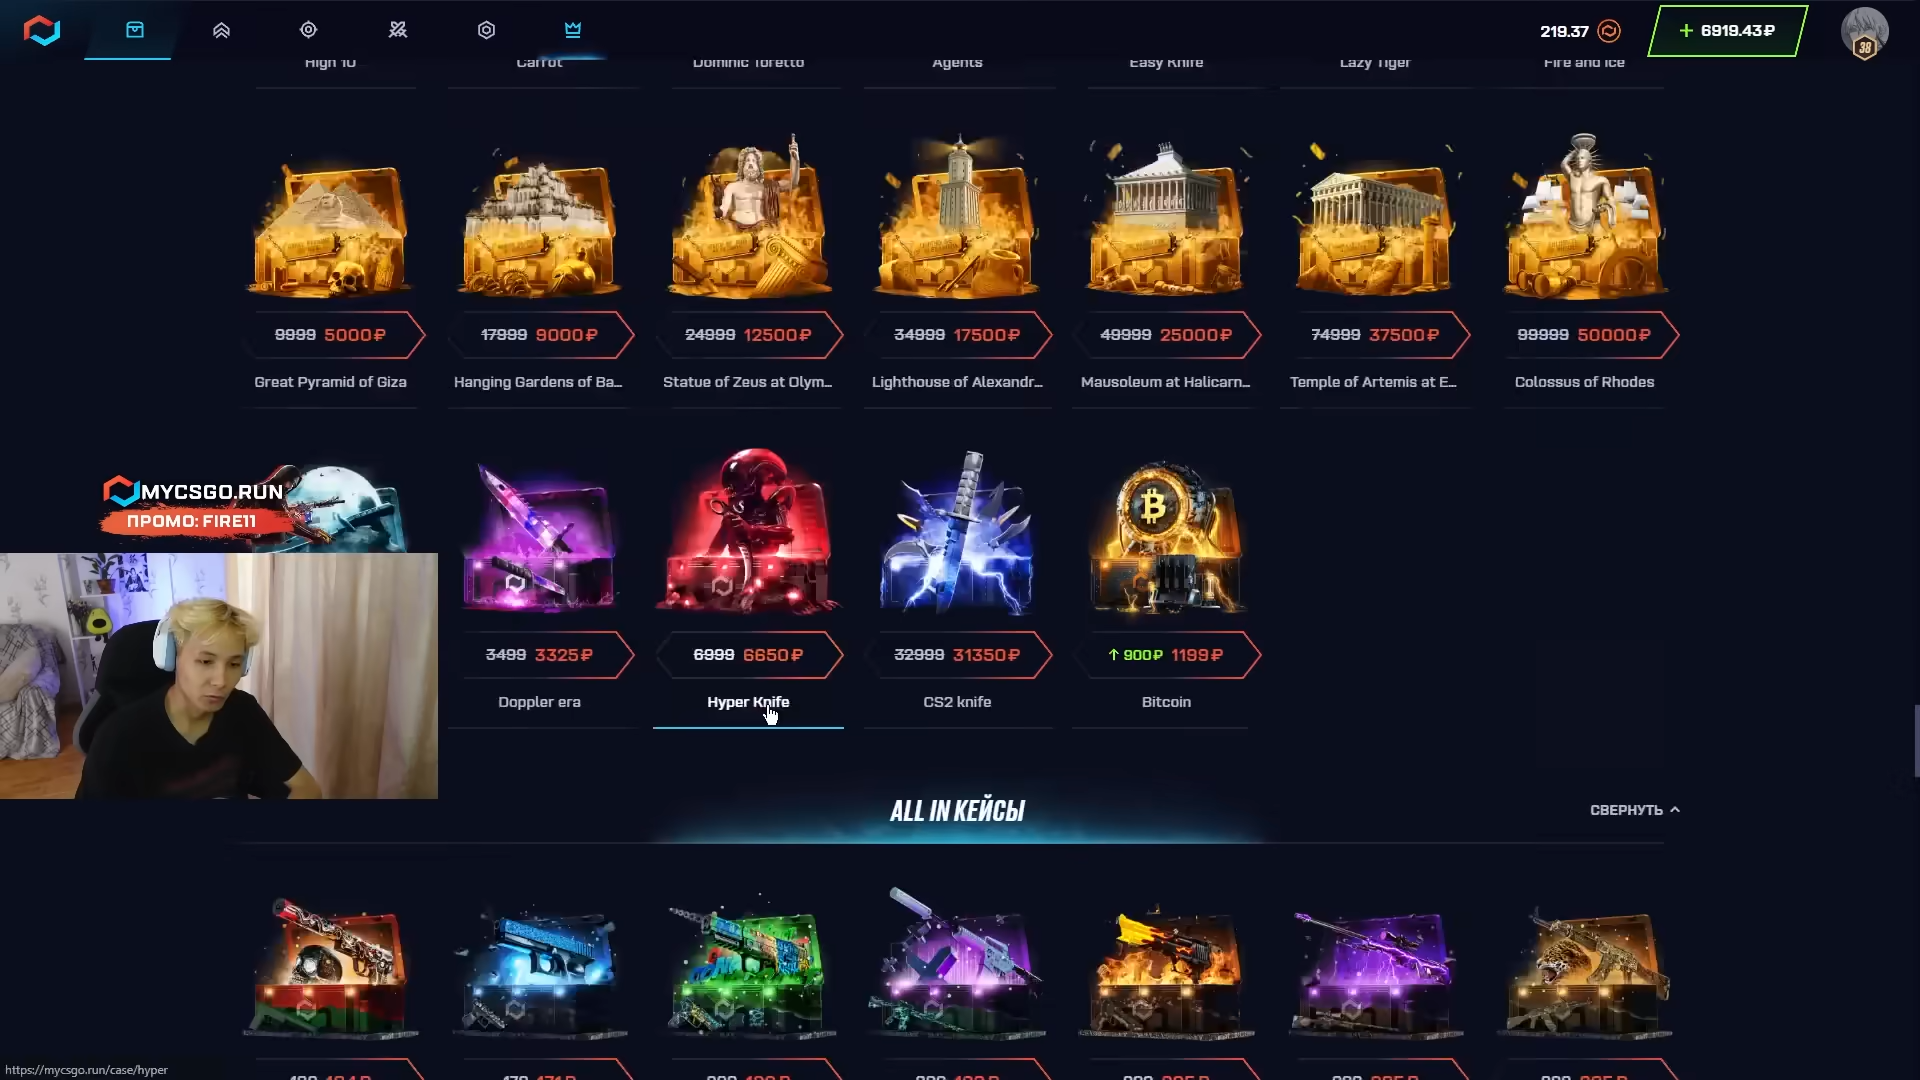 219.37
+ 6919.43₽
38
High 10
Carrot
Dominic Toretto
Agents
Easy Knife
Lazy Tiger
Fire and Ice
9999 5000₽
17999 9000₽
24999 12500₽
34999 17500₽
49999 25000₽
74999 37500₽
99999 50000₽
Great Pyramid of Giza
Hanging Gardens of Ba...
Statue of Zeus at Olym...
Lighthouse of Alexandr...
Mausoleum at Halicarn...
Temple of Artemis at E...
Colossus of Rhodes
MYCSGO.RUN
ПРОМО: FIRE11
3499 3325₽
6999 6650₽
32999 31350₽
↑ 900₽ 1199₽
Doppler era
Hyper Knife
CS2 knife
Bitcoin
ALL IN КЕЙСЫ
СВЕРНУТЬ
https://mycsgo.run/case/hyper